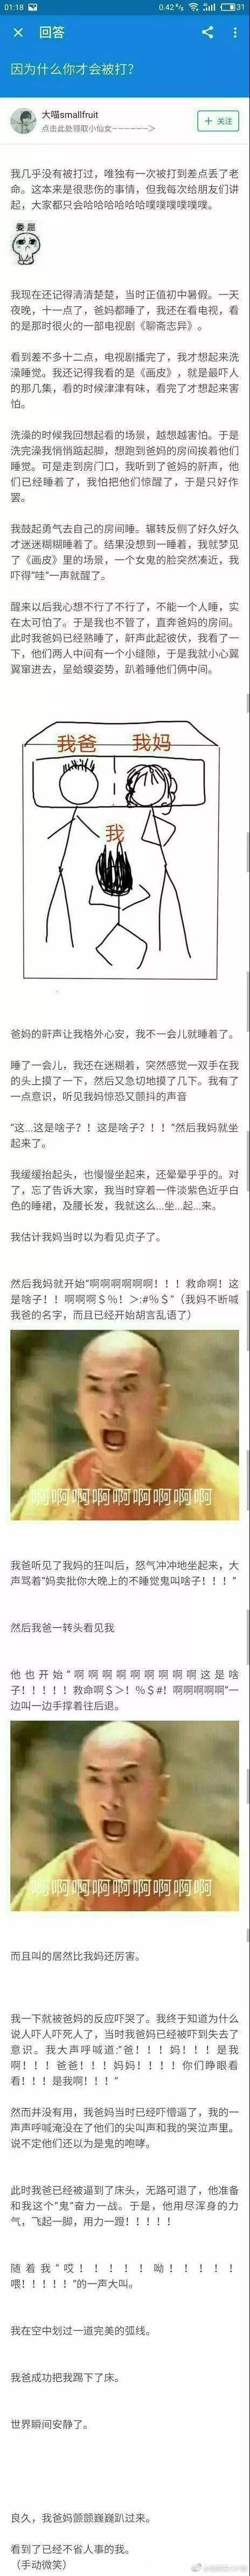 01:18
0.42 K/s
31
回答
因为什么你才会被打？
大喵smallfruit
点击此处领取小仙女——————＞
＋ 关注
我几乎没有被打过，唯独有一次被打到差点丢了老
命。这本来是很悲伤的事情，但我每次给朋友们讲
起，大家都只会哈哈哈哈哈哈噗噗噗噗噗噗。
委屈
我现在还记得清清楚楚，当时正值初中暑假。一天
夜晚，十一点了，爸妈都睡了，我还在看电视，看
的是那时很火的一部电视剧《聊斋志异》。
看到差不多十二点，电视剧播完了，我才想起来洗
澡睡觉。我还记得我看的是《画皮》，就是最吓人
的那几集，看的时候津津有味，看完了才想起来害
怕。
洗澡的时候我回想起看的场景，越想越害怕。于是
洗完澡我悄悄踮起脚，想跑到爸妈的房间挨着他们
睡觉。可是走到房门口，我听到了爸妈的鼾声，他
们已经睡着了，我怕把他们惊醒了，于是只好作
罢。
我鼓起勇气去自己的房间睡。辗转反侧了好久好久
才迷迷糊糊睡着了。结果没想到一睡着，我就梦见
了《画皮》里的场景，一个女鬼的脸突然凑近，我
吓得“哇”一声就醒了。
醒来以后我心想不行了不行了，不能一个人睡，实
在太可怕了。于是我也不管了，直奔爸妈的房间。
此时我爸妈已经熟睡了，鼾声此起彼伏，我看了一
下，他们两人中间有一个小缝隙，于是我就小心翼
翼窜进去，呈蛤蟆姿势，趴着睡他们俩中间。
我爸
我妈
我
爸妈的鼾声让我格外心安，我不一会儿就睡着了。
睡了一会儿，我还在迷糊着，突然感觉一双手在我
的头上摸了一下，然后又急切地摸了几下。我有了
一点意识，听见我妈惊恐又颤抖的声音
“这...这是啥子？！这是啥子？！！”然后我妈就坐
起来了。
我缓缓抬起头，也慢慢坐起来，还晕晕乎乎的。对
了，忘了告诉大家，我当时穿着一件淡紫色近乎白
色的睡裙，及腰长发，我就这么...坐...起...来。
我估计我妈当时以为看见贞子了。
然后我妈就开始“啊啊啊啊啊啊！！！救命啊！这
是啥子！！啊啊啊＄%！＞:#%＄”（我妈不断喊
我爸的名字，而且已经开始胡言乱语了）
啊啊啊啊啊啊啊啊啊
我爸听见了我妈的狂叫后，怒气冲冲地坐起来，大
声骂着“妈卖批你大晚上的不睡觉鬼叫啥子！！！”
然后我爸一转头看见我
他也开始“啊啊啊啊啊啊啊啊啊这是啥
子！！！！！救命啊＄＞！%＄#！啊啊啊啊啊”一
边叫一边手撑着往后退。
啊啊啊啊啊啊啊啊啊
而且叫的居然比我妈还厉害。
我一下就被爸妈的反应吓哭了。我终于知道为什么
说人吓人吓死人了，当时我爸妈已经被吓到失去了
意识。我大声呼喊道:“爸！！！妈！！！是我
啊！！！爸爸！！！妈妈！！！！你们睁眼看
看！！！是我啊！！！”
然而并没有用，我爸妈当时已经吓懵逼了，我的一
声声呼喊淹没在了他们的尖叫声和我的哭泣声里。
说不定他们还以为是鬼的咆哮。
此时我爸已经被逼到了床头，无路可退了，他准备
和我这个“鬼”奋力一战。于是，他用尽浑身的力
气，飞起一脚，用力一蹬！！！！！
随着我“哎！！！！！呦！！！！！
喂！！！！！”的一声大叫。
我在空中划过一道完美的弧线。
我爸成功把我踢下了床。
世界瞬间安静了。
良久，我爸妈颤颤巍巍趴过来。
看到了已经不省人事的我。
（手动微笑）